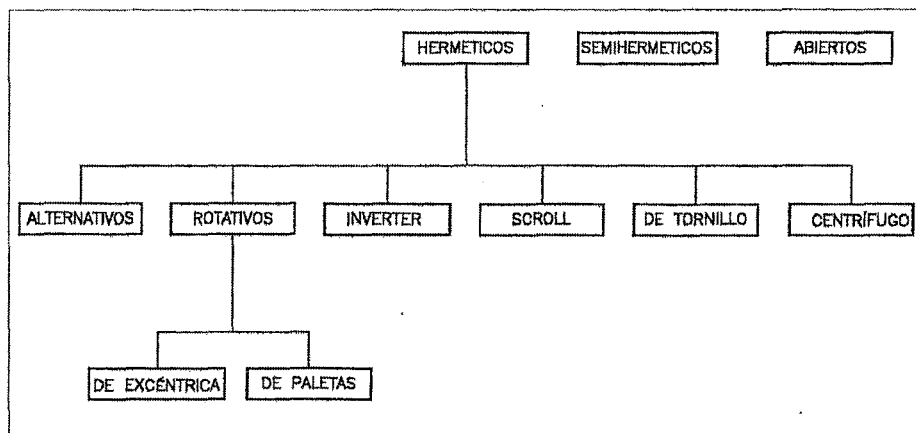 HERMETICOS
SEMIHERMETICOS
ABIERTOS
ALTERNATIVOS
ROTATIVOS
INVERTER
SCROLL
DE TORNILLO
CENTRÍFUGO
DE EXCÉNTRICA
DE PALETAS